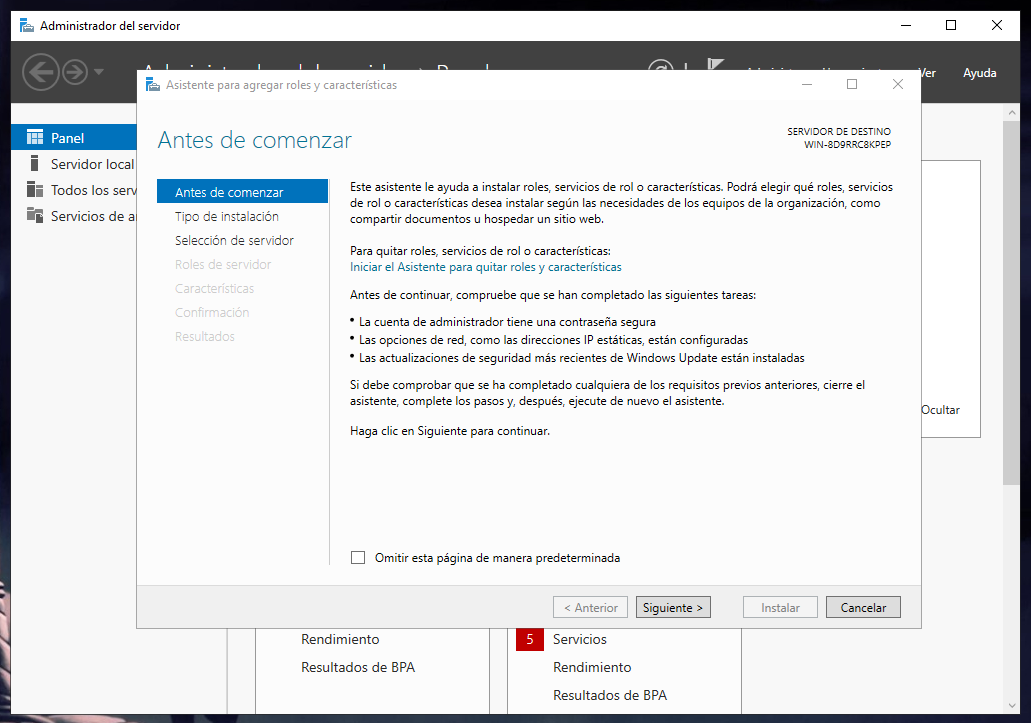 Administrador del servidor
Ver
Ayuda
Asistente para agregar roles y características
Antes de comenzar
SERVIDOR DE DESTINO
WIN-8D9RRC8KPEP
Panel
Servidor local
Todos los serv
Servicios de a
Antes de comenzar
Tipo de instalación
Selección de servidor
Roles de servidor
Características
Confirmación
Resultados
Este asistente le ayuda a instalar roles, servicios de rol o características. Podrá elegir qué roles, servicios
de rol o características desea instalar según las necesidades de los equipos de la organización, como
compartir documentos u hospedar un sitio web.
Para quitar roles, servicios de rol o características:
Iniciar el Asistente para quitar roles y características
Antes de continuar, compruebe que se han completado las siguientes tareas:
• La cuenta de administrador tiene una contraseña segura
• Las opciones de red, como las direcciones IP estáticas, están configuradas
• Las actualizaciones de seguridad más recientes de Windows Update están instaladas
Si debe comprobar que se ha completado cualquiera de los requisitos previos anteriores, cierre el
asistente, complete los pasos y, después, ejecute de nuevo el asistente.
Haga clic en Siguiente para continuar.
Ocultar
Omitir esta página de manera predeterminada
< Anterior
Siguiente >
Instalar
Cancelar
Rendimiento
Resultados de BPA
5 Servicios
Rendimiento
Resultados de BPA